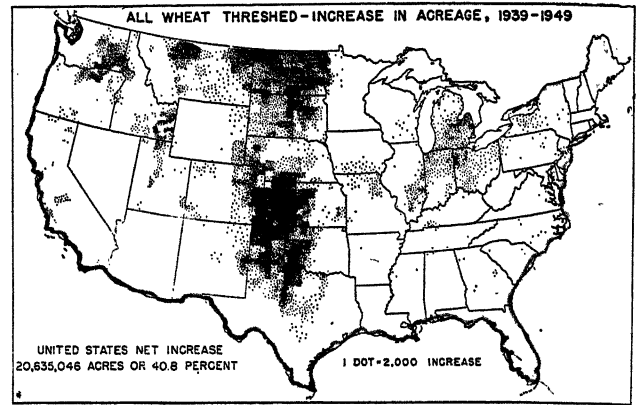 ALL WHEAT THRESHED-INCREASE IN ACREAGE, 1939-1949
UNITED STATES NET INCREASE
20,635,046 ACRES OR 40.8 PERCENT
1 DOT=2,000 INCREASE